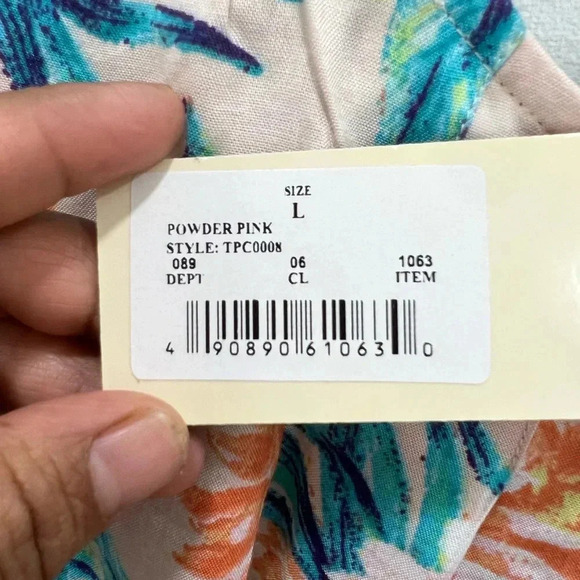 SIZE
L
POWDER PINK
STYLE: TPC0008
089 06 1063
DEPT CL ITEM
4 90890 61063 0